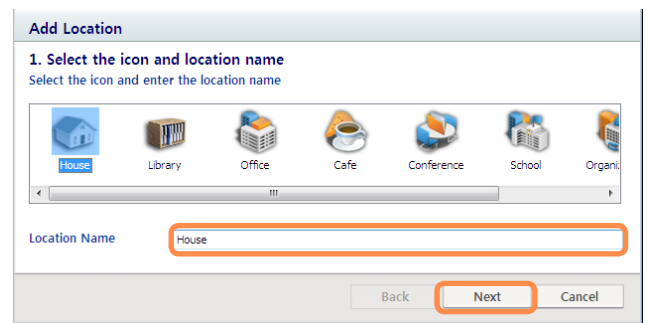 Add Location
1. Select the icon and location name
Select the icon and enter the location name
House Library Office Cafe Conference School Organi:
Location Name House
Back Next Cancel